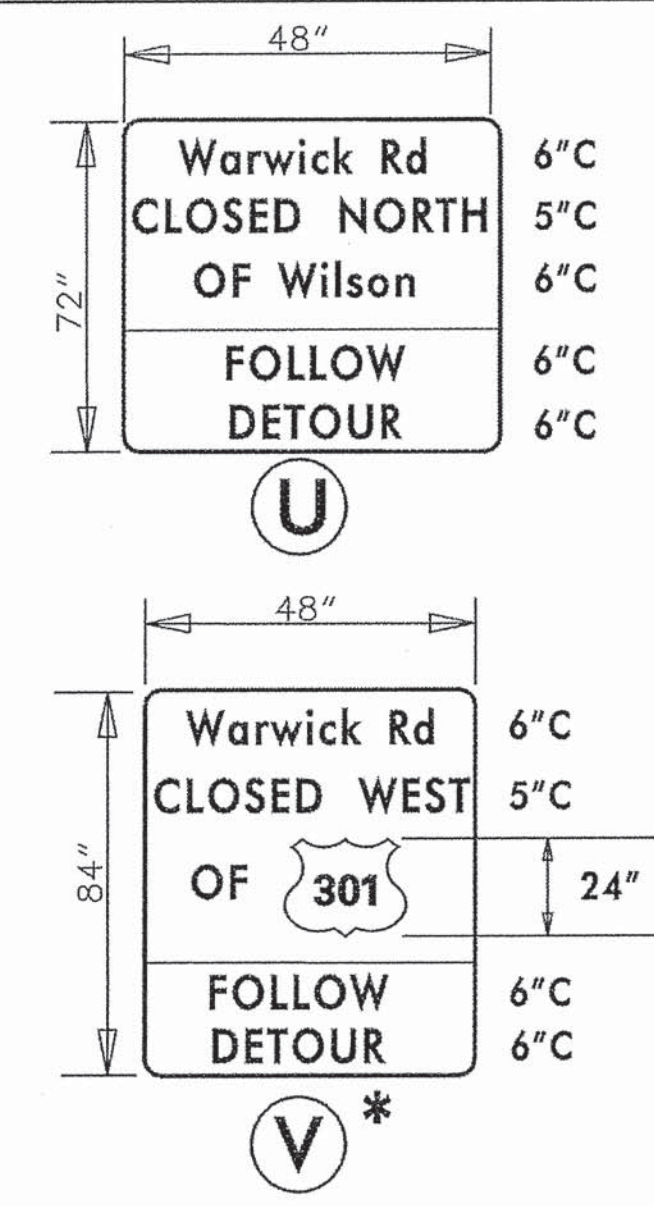 48"
Warwick Rd 6"C
CLOSED NORTH 5"C
72"
OF Wilson 6"C
FOLLOW 6"C
DETOUR 6"C
U
48"
Warwick Rd 6"C
CLOSED WEST 5"C
84"
OF 301 24"
FOLLOW 6"C
DETOUR 6"C
V *